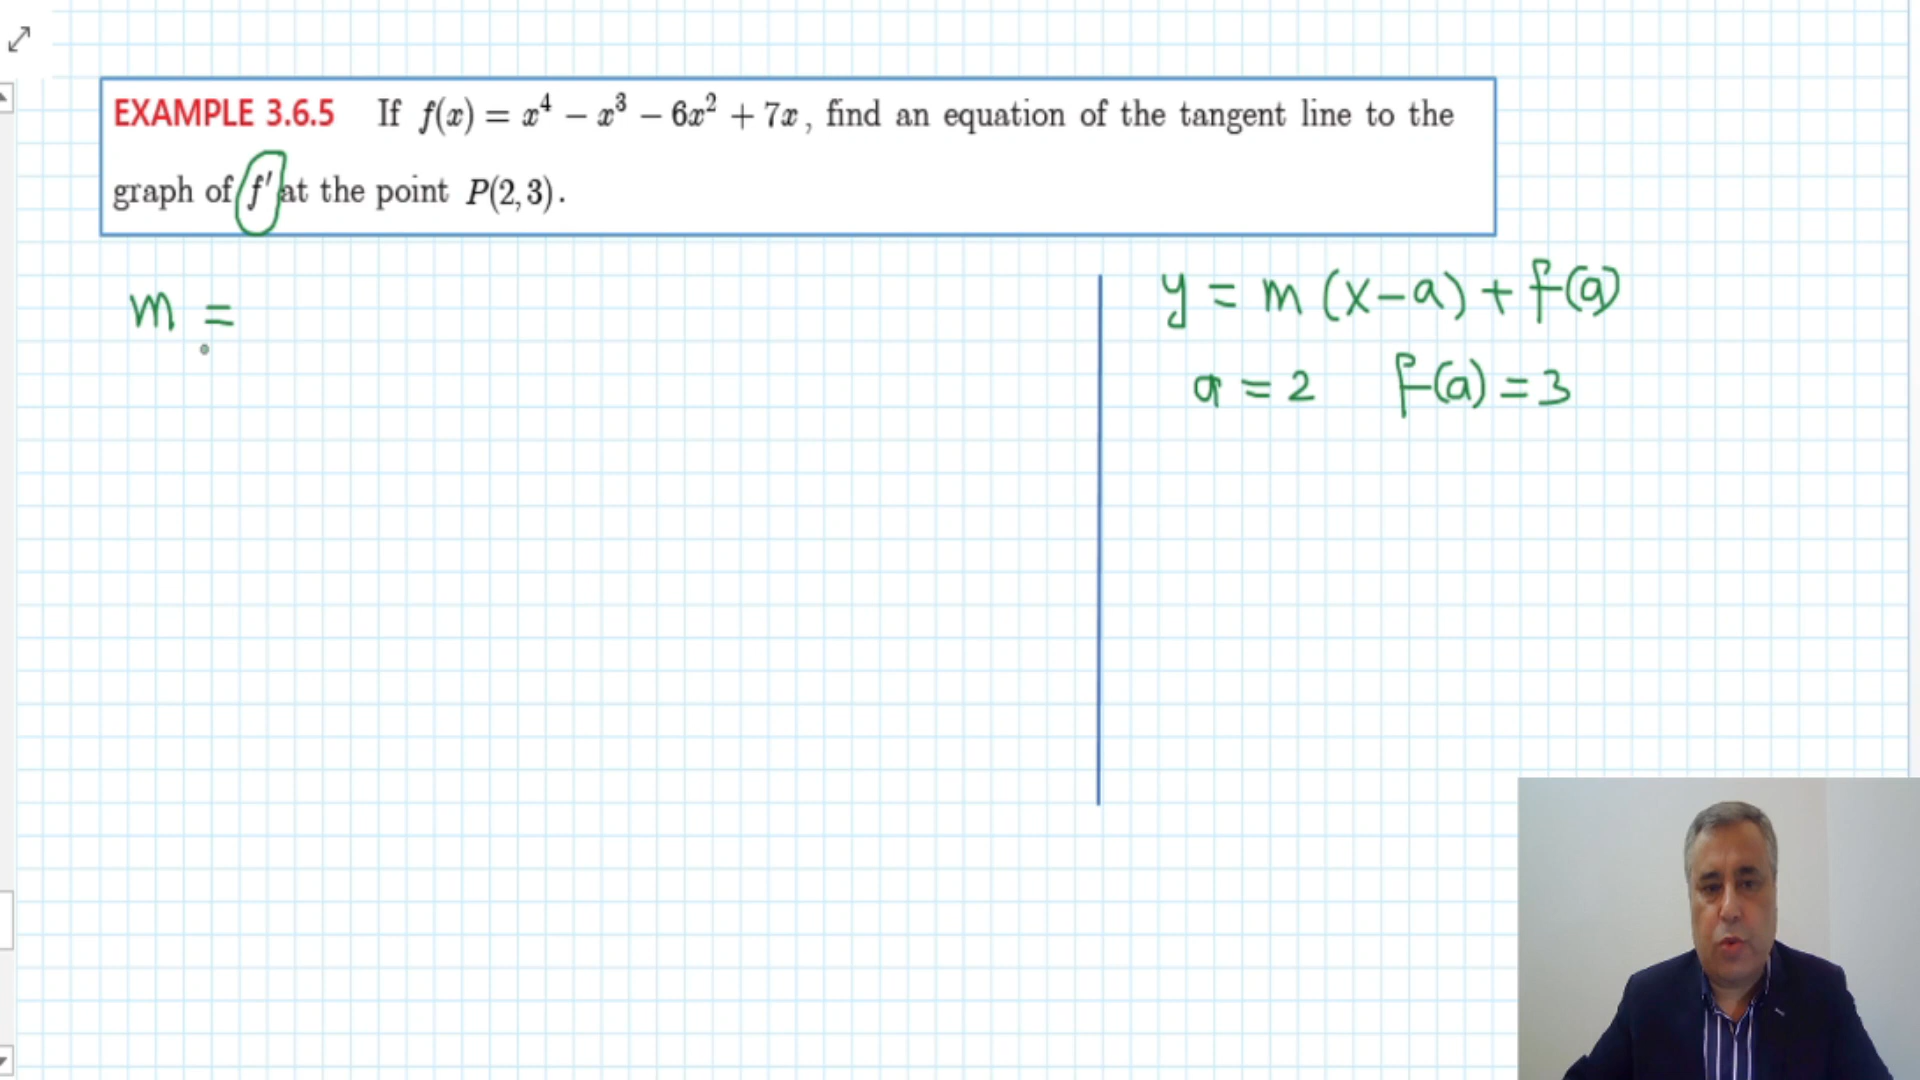 EXAMPLE 3.6.5 If f(x) = x⁴ − x³ − 6x² + 7x, find an equation of the tangent line to the
graph of f′ at the point P(2,3).
m =
y = m (x-a) + f(a)
a = 2 f(a) = 3